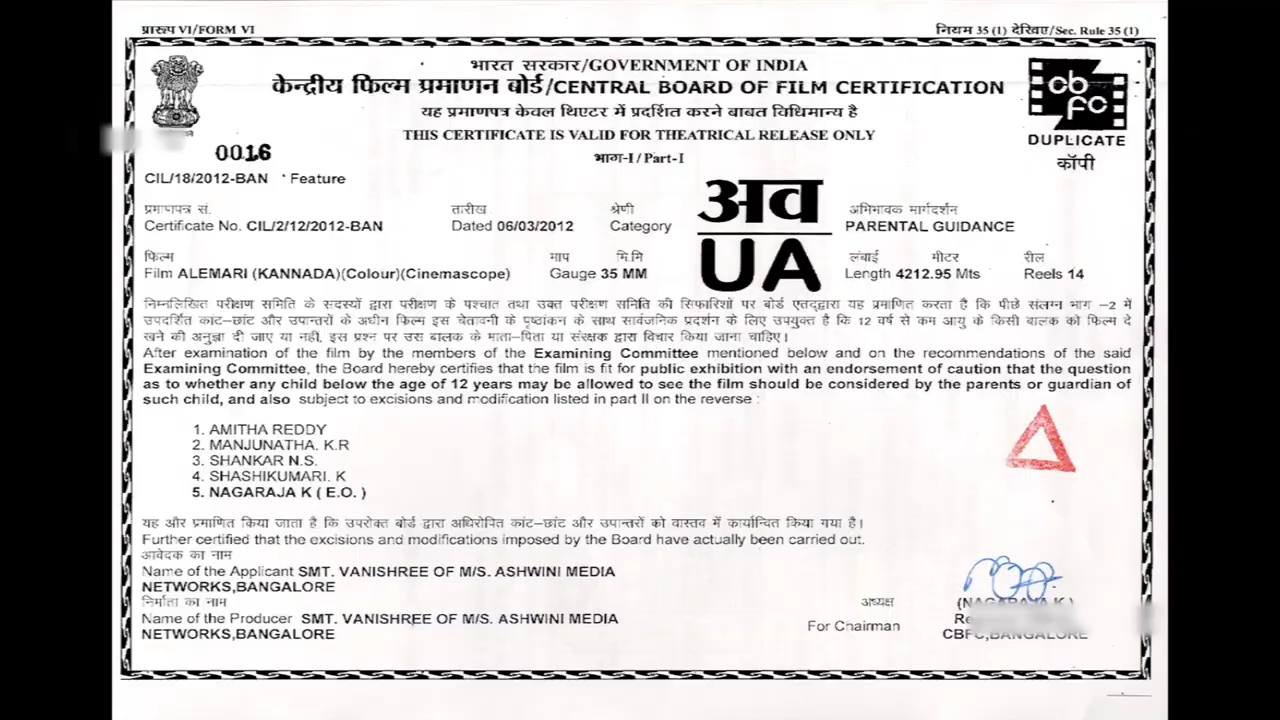 प्रारूप VI/FORM VI
नियम 35 (1) देखिए/Sec. Rule 35 (1)
भारत सरकार/GOVERNMENT OF INDIA
केन्द्रीय फिल्म प्रमाणन बोर्ड/CENTRAL BOARD OF FILM CERTIFICATION
यह प्रमाणपत्र केवल थिएटर में प्रदर्शित करने बाबत विधिमान्य है
THIS CERTIFICATE IS VALID FOR THEATRICAL RELEASE ONLY
भाग-I / Part-I
cb
fc
DUPLICATE
कॉपी
0016
CIL/18/2012-BAN Feature
प्रमाणपत्र सं. तारीख श्रेणी
Certificate No. CIL/2/12/2012-BAN Dated 06/03/2012 Category
अव
UA
अभिभावक मार्गदर्शन
PARENTAL GUIDANCE
फिल्म माप मि.मि लंबाई मीटर रील
Film ALEMARI (KANNADA)(Colour)(Cinemascope) Gauge 35 MM Length 4212.95 Mts Reels 14
निम्नलिखित परीक्षण समिति के सदस्यों द्वारा परीक्षण के पश्चात तथा उक्त परीक्षण समिति की सिफारिशों पर बोर्ड एतद्द्वारा यह प्रमाणित करता है कि पीछे संलग्न भाग –2 में
उपदर्शित कांट–छांट और उपान्तरों के अधीन फिल्म इस चेतावनी के पृष्ठांकन के साथ सार्वजनिक प्रदर्शन के लिए उपयुक्त है कि 12 वर्ष से कम आयु के किसी बालक को फिल्म दे
खने की अनुज्ञा दी जाए या नहीं, इस प्रश्न पर उस बालक के माता–पिता या संरक्षक द्वारा विचार किया जाना चाहिए।
After examination of the film by the members of the Examining Committee mentioned below and on the recommendations of the said
Examining Committee, the Board hereby certifies that the film is fit for public exhibition with an endorsement of caution that the question
as to whether any child below the age of 12 years may be allowed to see the film should be considered by the parents or guardian of
such child, and also subject to excisions and modification listed in part II on the reverse :
1. AMITHA REDDY
2. MANJUNATHA. K.R
3. SHANKAR N.S.
4. SHASHIKUMARI. K
5. NAGARAJA K ( E.O. )
यह और प्रमाणित किया जाता है कि उपरोक्त बोर्ड द्वारा अधिरोपित कांट–छांट और उपान्तरों को वास्तव में कार्यान्वित किया गया है।
Further certified that the excisions and modifications imposed by the Board have actually been carried out.
आवेदक का नाम
Name of the Applicant SMT. VANISHREE OF M/S. ASHWINI MEDIA
NETWORKS,BANGALORE
निर्माता का नाम
Name of the Producer SMT. VANISHREE OF M/S. ASHWINI MEDIA
NETWORKS,BANGALORE
अध्यक्ष
For Chairman
(NAGARAJA K )
CBFC,BANGALORE